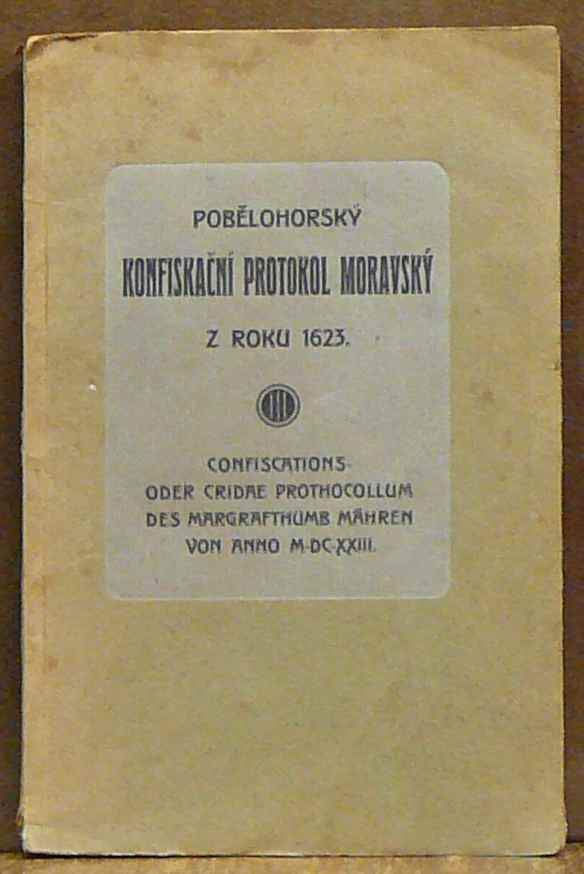 POBĚLOHORSKÝ
KONFISKAČNÍ PROTOKOL MORAVSKÝ
Z ROKU 1623.
CONFISCATIONS-
ODER CRIDAE PROTHOCOLLUM
DES MARGRAFTHUMB MÄHREN
VON ANNO M·DC·XXIII.